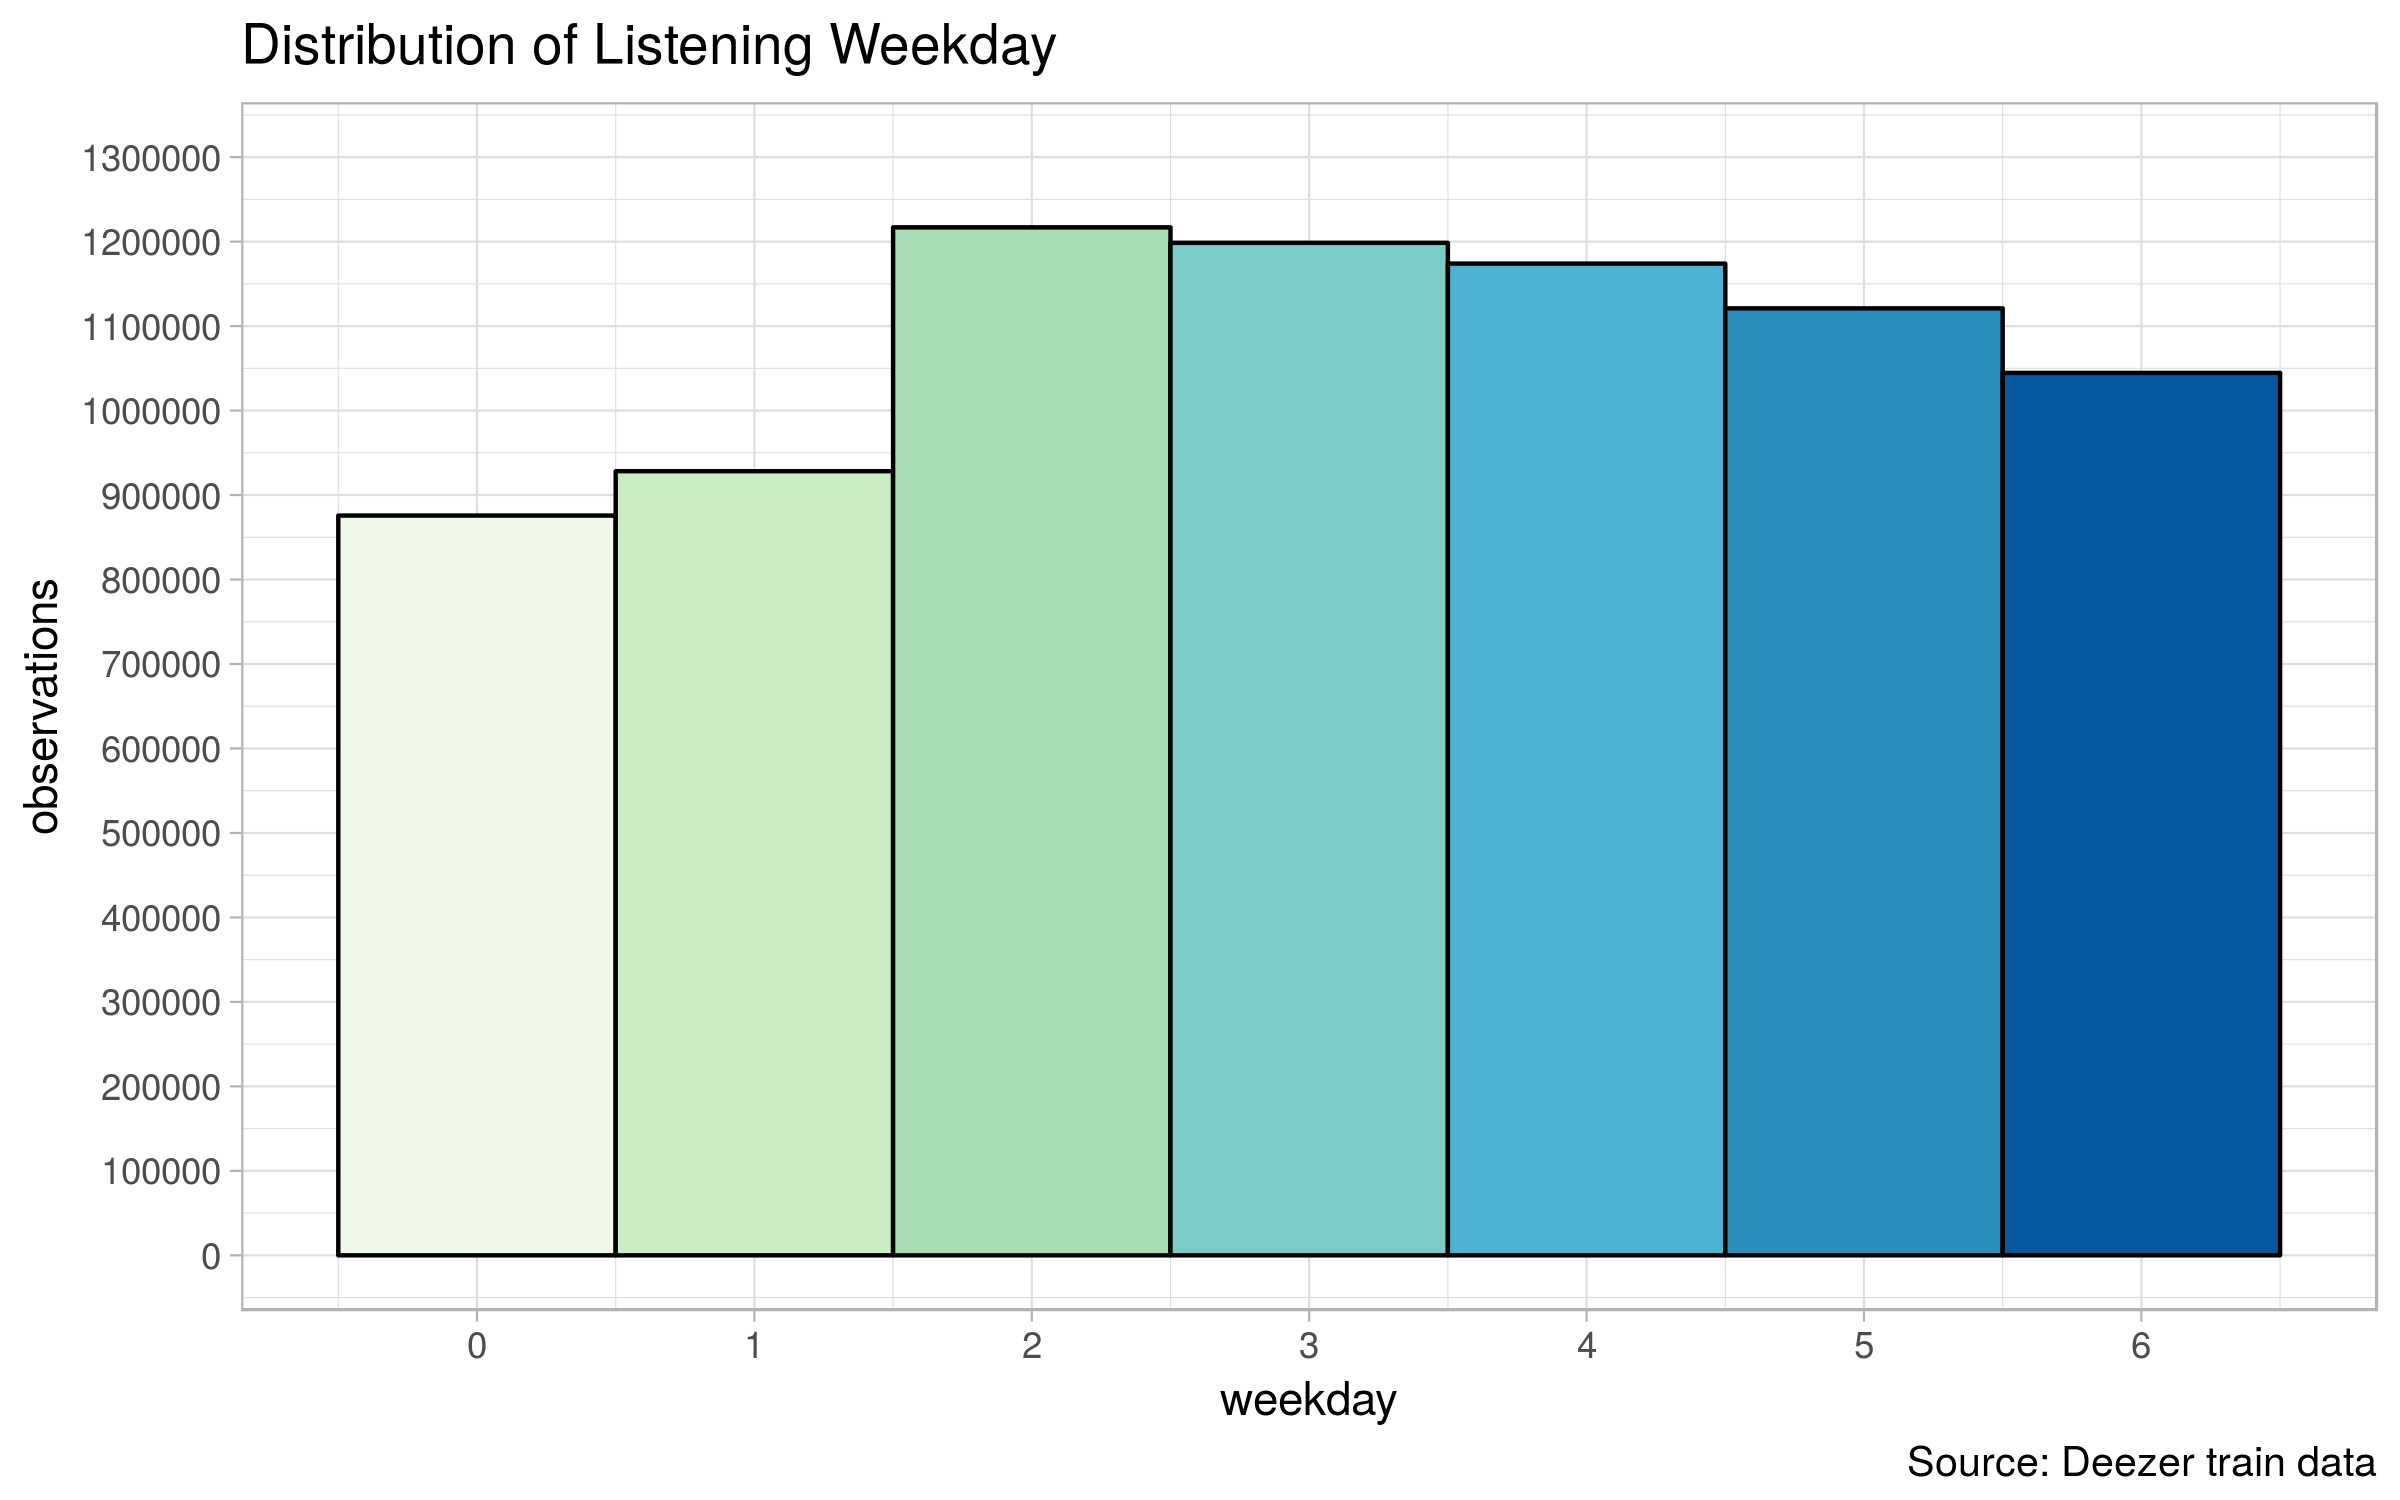 Distribution of Listening Weekday
1300000
1200000
1100000
1000000
900000
800000
700000
600000
500000
400000
300000
200000
100000
0
observations
0 1 2 3 4 5 6
weekday
Source: Deezer train data